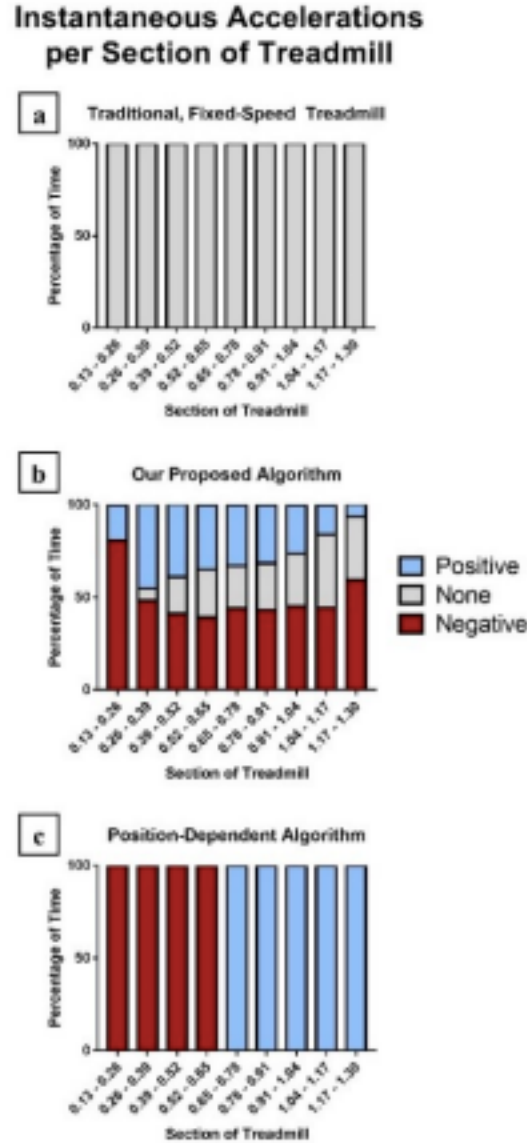 Instantaneous Accelerations
per Section of Treadmill
a
Traditional, Fixed-Speed Treadmill
Percentage of Time
100
50
0
0.13 - 0.26
0.26 - 0.39
0.39 - 0.52
0.52 - 0.65
0.65 - 0.78
0.78 - 0.91
0.91 - 1.04
1.04 - 1.17
1.17 - 1.30
Section of Treadmill
b
Our Proposed Algorithm
Percentage of Time
100
50
0
0.13 - 0.26
0.26 - 0.39
0.39 - 0.52
0.52 - 0.65
0.65 - 0.78
0.78 - 0.91
0.91 - 1.04
1.04 - 1.17
1.17 - 1.30
Section of Treadmill
Positive
None
Negative
c
Position-Dependent Algorithm
Percentage of Time
100
50
0
0.13 - 0.26
0.26 - 0.39
0.39 - 0.52
0.52 - 0.65
0.65 - 0.78
0.78 - 0.91
0.91 - 1.04
1.04 - 1.17
1.17 - 1.30
Section of Treadmill